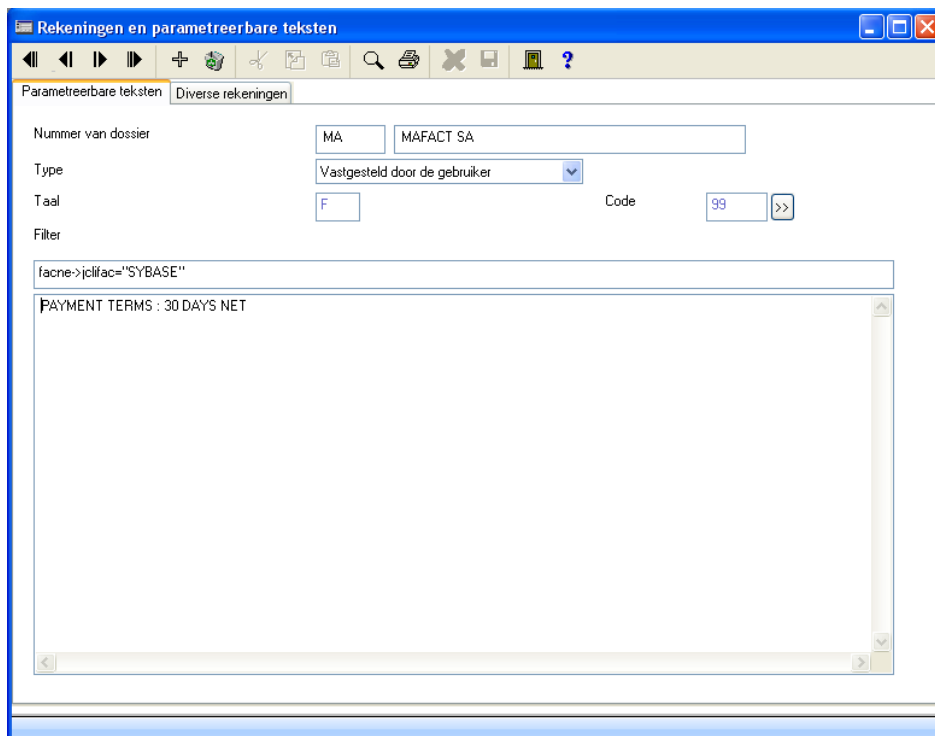 Rekeningen en parametreerbare teksten
Parametreerbare teksten Diverse rekeningen
Nummer van dossier MA MAFACT SA
Type Vastgesteld door de gebruiker
Taal F Code 99 >>
Filter
facne->jclifac="SYBASE"
PAYMENT TERMS : 30 DAYS NET